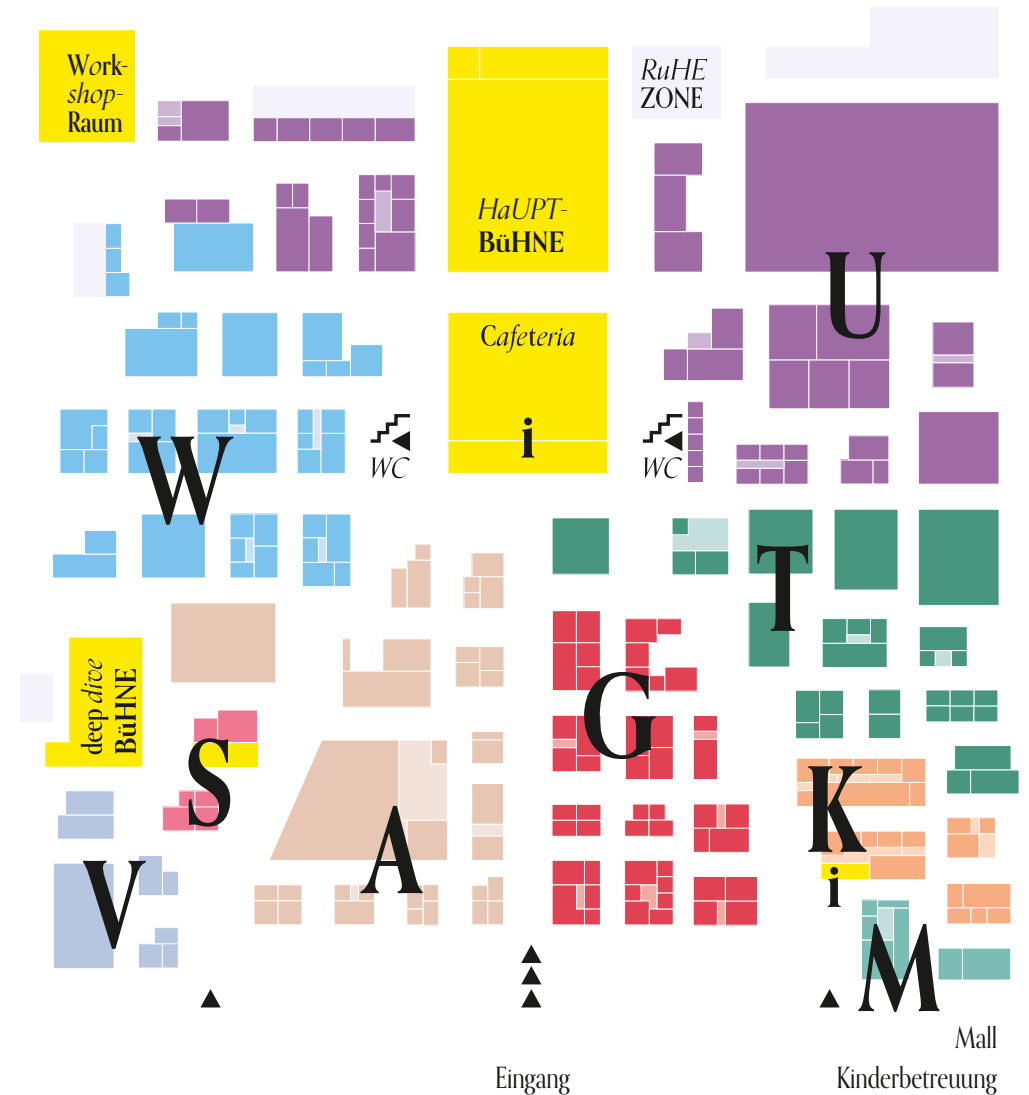 Work-
shop-
Raum
RuHE
ZONE
HaUPT-
BüHNE
U
Cafeteria
i
W
WC
WC
T
deep dive
BüHNE
G
S
K
A
V
i
M
Mall
Eingang
Kinderbetreuung